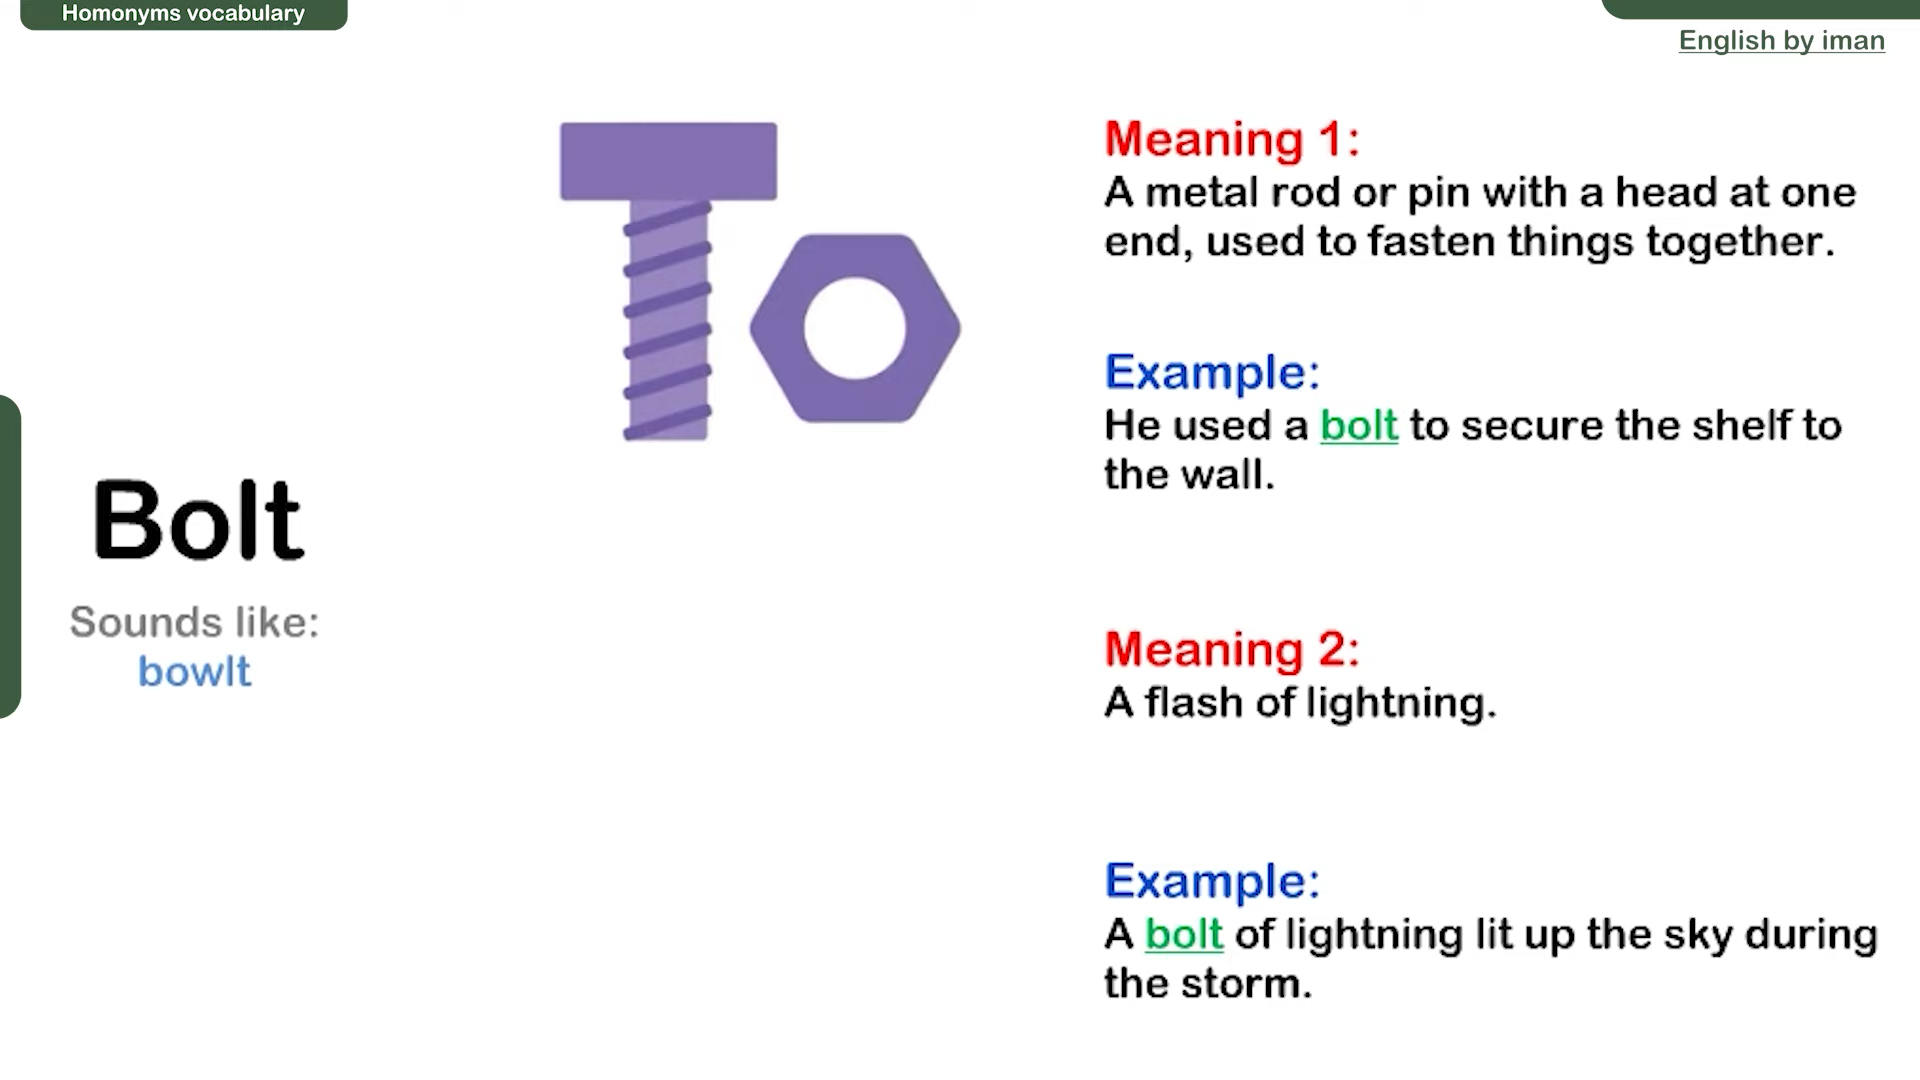 Homonyms vocabulary
English by iman
Bolt
Sounds like:
bowlt
Meaning 1:
A metal rod or pin with a head at one
end, used to fasten things together.
Example:
He used a bolt to secure the shelf to
the wall.
Meaning 2:
A flash of lightning.
Example:
A bolt of lightning lit up the sky during
the storm.